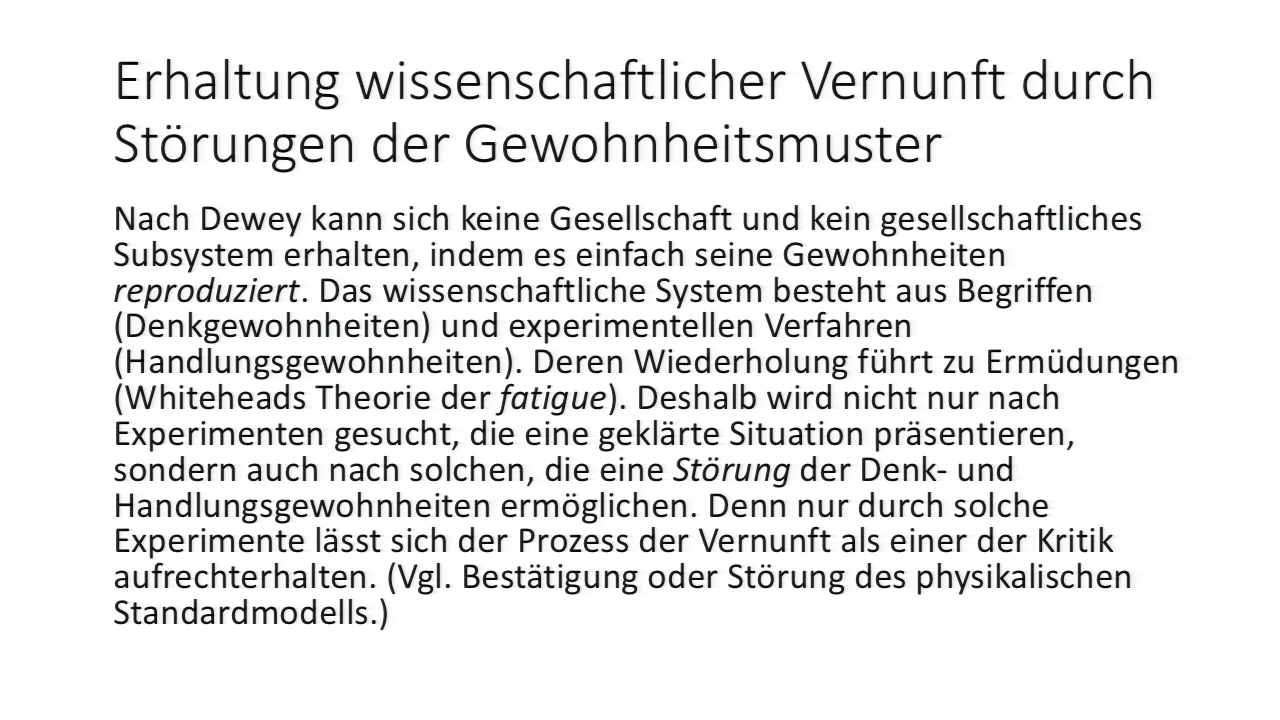 Erhaltung wissenschaftlicher Vernunft durch
Störungen der Gewohnheitsmuster
Nach Dewey kann sich keine Gesellschaft und kein gesellschaftliches
Subsystem erhalten, indem es einfach seine Gewohnheiten
reproduziert. Das wissenschaftliche System besteht aus Begriffen
(Denkgewohnheiten) und experimentellen Verfahren
(Handlungsgewohnheiten). Deren Wiederholung führt zu Ermüdungen
(Whiteheads Theorie der fatigue). Deshalb wird nicht nur nach
Experimenten gesucht, die eine geklärte Situation präsentieren,
sondern auch nach solchen, die eine Störung der Denk- und
Handlungsgewohnheiten ermöglichen. Denn nur durch solche
Experimente lässt sich der Prozess der Vernunft als einer der Kritik
aufrechterhalten. (Vgl. Bestätigung oder Störung des physikalischen
Standardmodells.)